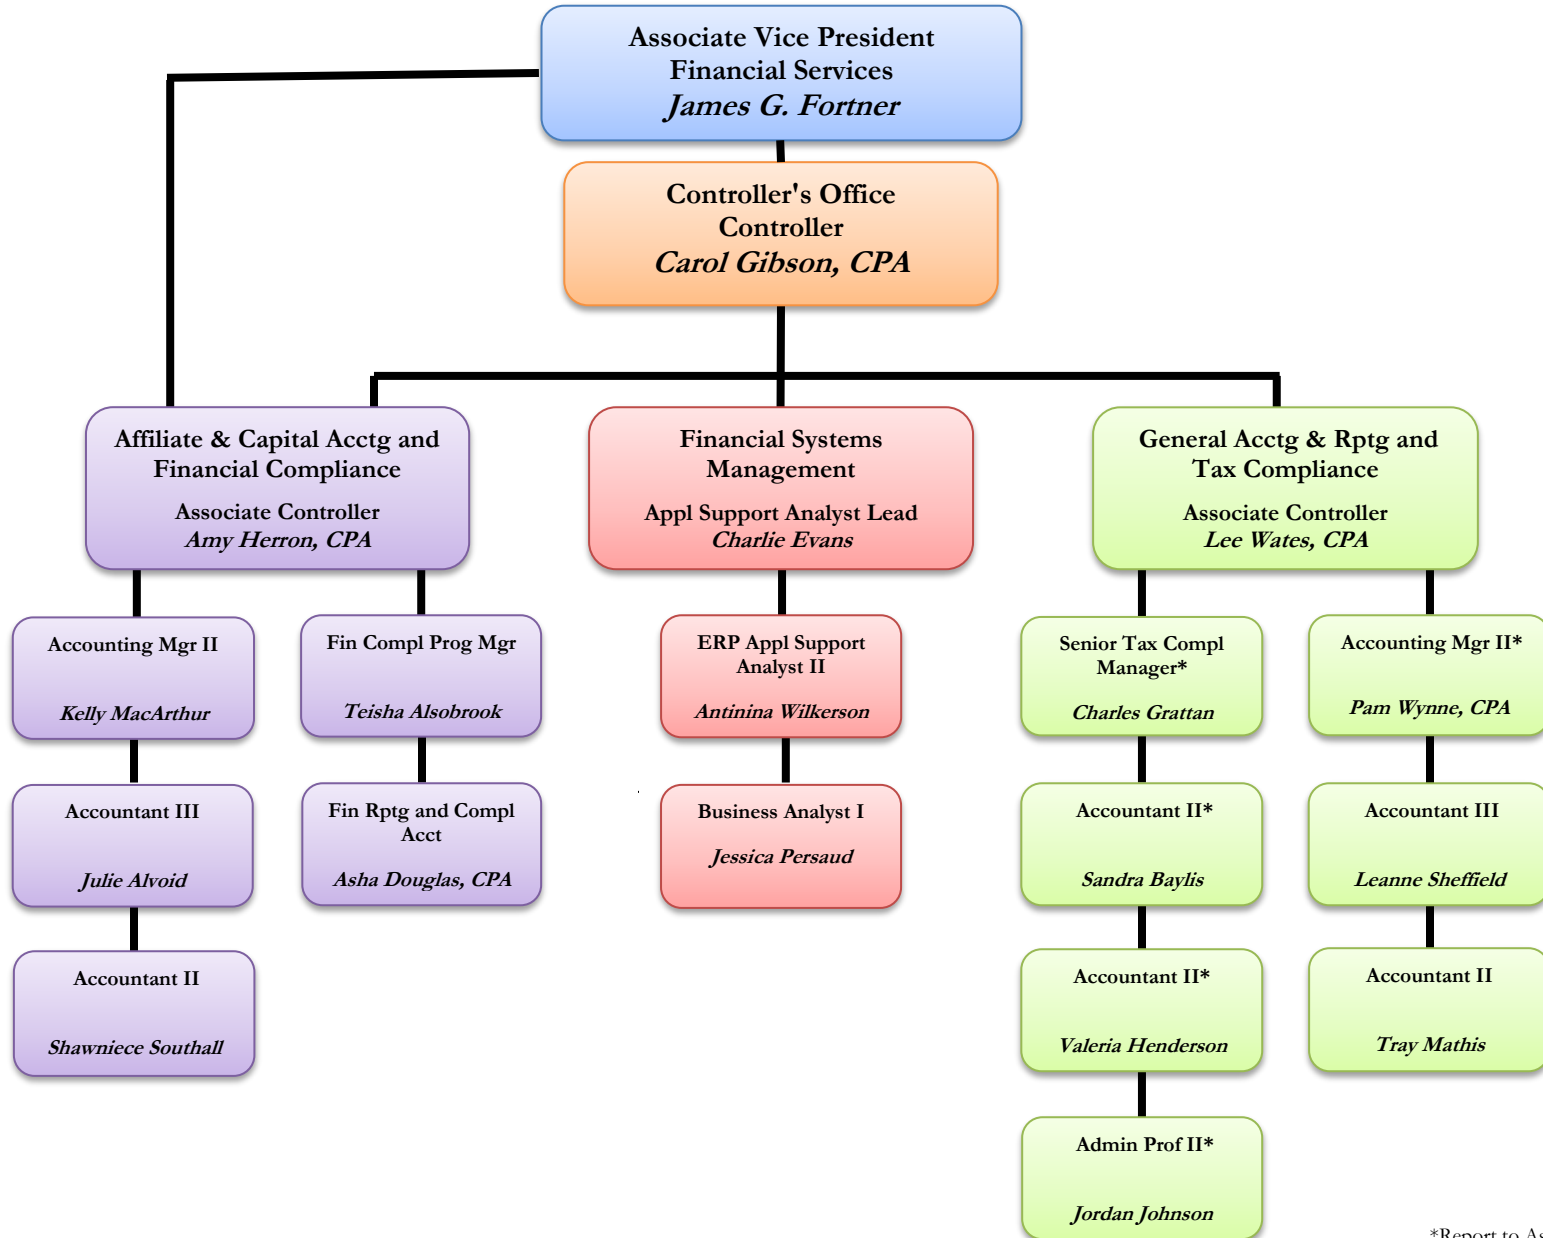 Associate Vice President
Financial Services
James G. Fortner
Controller's Office
Controller
Carol Gibson, CPA
Affiliate & Capital Acctg and
Financial Compliance
Associate Controller
Amy Herron, CPA
Financial Systems
Management
Appl Support Analyst Lead
Charlie Evans
General Acctg & Rptg and
Tax Compliance
Associate Controller
Lee Wates, CPA
Accounting Mgr II
Kelly MacArthur
Fin Compl Prog Mgr
Teisha Alsobrook
ERP Appl Support
Analyst II
Antinina Wilkerson
Senior Tax Compl
Manager*
Charles Grattan
Accounting Mgr II*
Pam Wynne, CPA
Accountant III
Julie Alvoid
Fin Rptg and Compl
Acct
Asha Douglas, CPA
Business Analyst I
Jessica Persaud
Accountant II*
Sandra Baylis
Accountant III
Leanne Sheffield
Accountant II
Shawniece Southall
Accountant II*
Valeria Henderson
Accountant II
Tray Mathis
Admin Prof II*
Jordan Johnson
*Report to